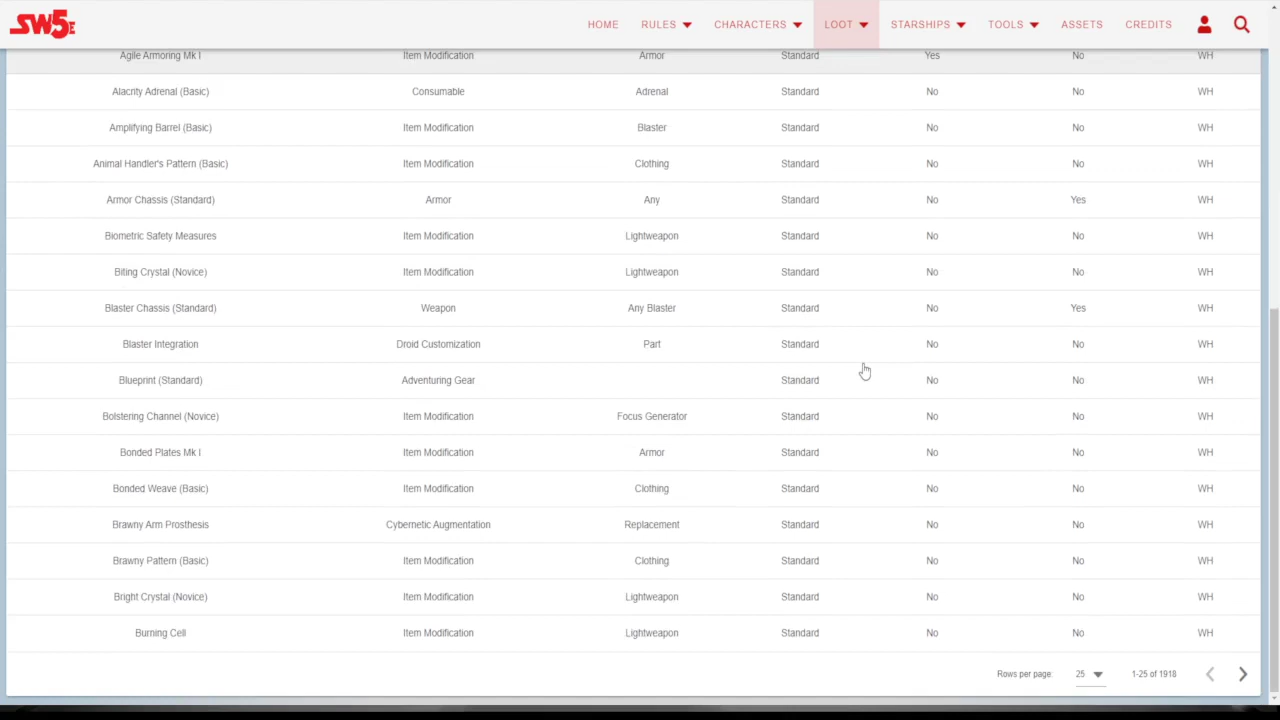 SW5E HOME RULES CHARACTERS LOOT STARSHIPS TOOLS ASSETS CREDITS
Agile Armoring Mk I Item Modification Armor Standard Yes No WH
Alacrity Adrenal (Basic) Consumable Adrenal Standard No No WH
Amplifying Barrel (Basic) Item Modification Blaster Standard No No WH
Animal Handler's Pattern (Basic) Item Modification Clothing Standard No No WH
Armor Chassis (Standard) Armor Any Standard No Yes WH
Biometric Safety Measures Item Modification Lightweapon Standard No No WH
Biting Crystal (Novice) Item Modification Lightweapon Standard No No WH
Blaster Chassis (Standard) Weapon Any Blaster Standard No Yes WH
Blaster Integration Droid Customization Part Standard No No WH
Blueprint (Standard) Adventuring Gear Standard No No WH
Bolstering Channel (Novice) Item Modification Focus Generator Standard No No WH
Bonded Plates Mk I Item Modification Armor Standard No No WH
Bonded Weave (Basic) Item Modification Clothing Standard No No WH
Brawny Arm Prosthesis Cybernetic Augmentation Replacement Standard No No WH
Brawny Pattern (Basic) Item Modification Clothing Standard No No WH
Bright Crystal (Novice) Item Modification Lightweapon Standard No No WH
Burning Cell Item Modification Lightweapon Standard No No WH
Rows per page: 25 1-25 of 1918